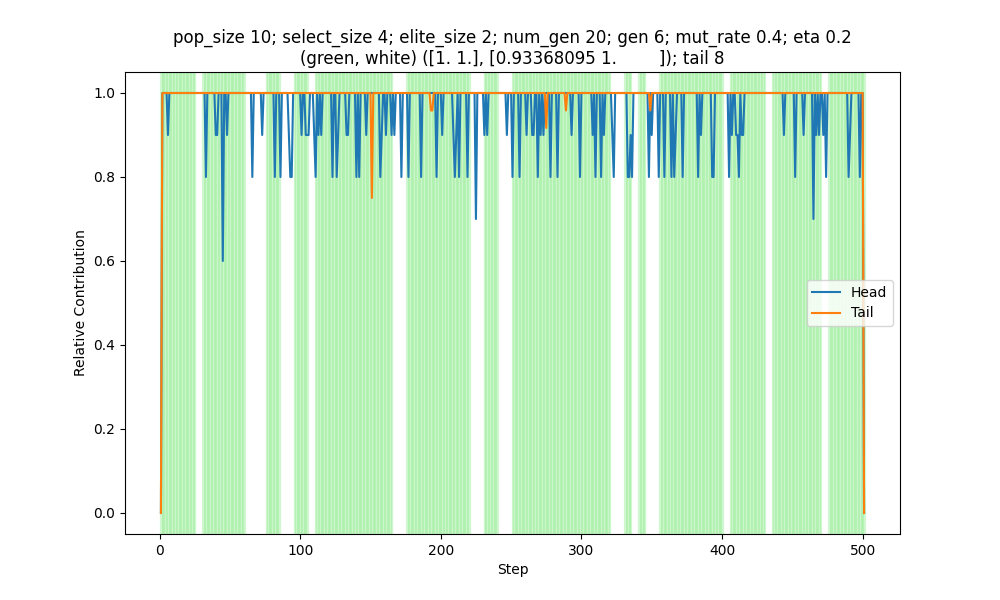 pop_size 10; select_size 4; elite_size 2; num_gen 20; gen 6; mut_rate 0.4; eta 0.2
(green, white) ([1. 1.], [0.93368095 1.        ]); tail 8
1.0
0.8
0.6
0.4
0.2
0.0
Relative Contribution
Head
Tail
0
100
200
300
400
500
Step